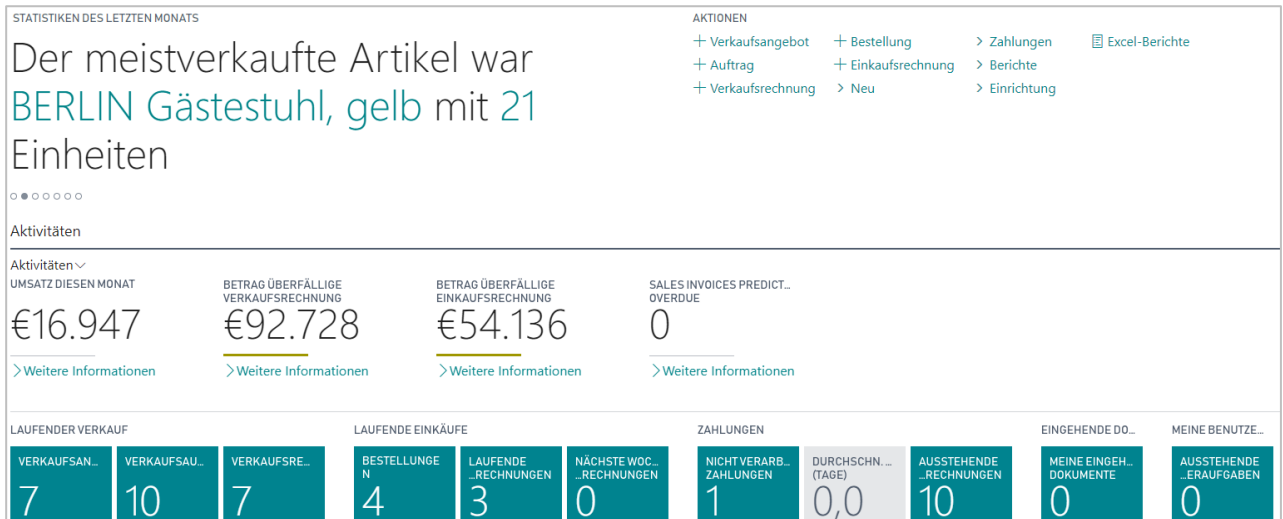 STATISTIKEN DES LETZTEN MONATS
Der meistverkaufte Artikel war
BERLIN Gästestuhl, gelb mit 21
Einheiten
AKTIONEN
+ Verkaufsangebot + Bestellung > Zahlungen Excel-Berichte
+ Auftrag + Einkaufsrechnung > Berichte
+ Verkaufsrechnung > Neu > Einrichtung
Aktivitäten
Aktivitäten
UMSATZ DIESEN MONAT
€16.947
>Weitere Informationen
BETRAG ÜBERFÄLLIGE
VERKAUFSRECHNUNG
€92.728
>Weitere Informationen
BETRAG ÜBERFÄLLIGE
EINKAUFSRECHNUNG
€54.136
>Weitere Informationen
SALES INVOICES PREDICT...
OVERDUE
0
>Weitere Informationen
LAUFENDER VERKAUF
VERKAUFSAN...
7
VERKAUFSAU...
10
VERKAUFSRE...
7
LAUFENDE EINKÄUFE
BESTELLUNGE
N
4
LAUFENDE
...RECHNUNGEN
3
NÄCHSTE WOC...
...RECHNUNGEN
0
ZAHLUNGEN
NICHT VERARB...
ZAHLUNGEN
1
DURCHSCHN. ...
(TAGE)
0,0
AUSSTEHENDE
...RECHNUNGEN
10
EINGEHENDE DO...
MEINE EINGEH...
DOKUMENTE
0
MEINE BENUTZE...
AUSSTEHENDE
...ERAUFGABEN
0